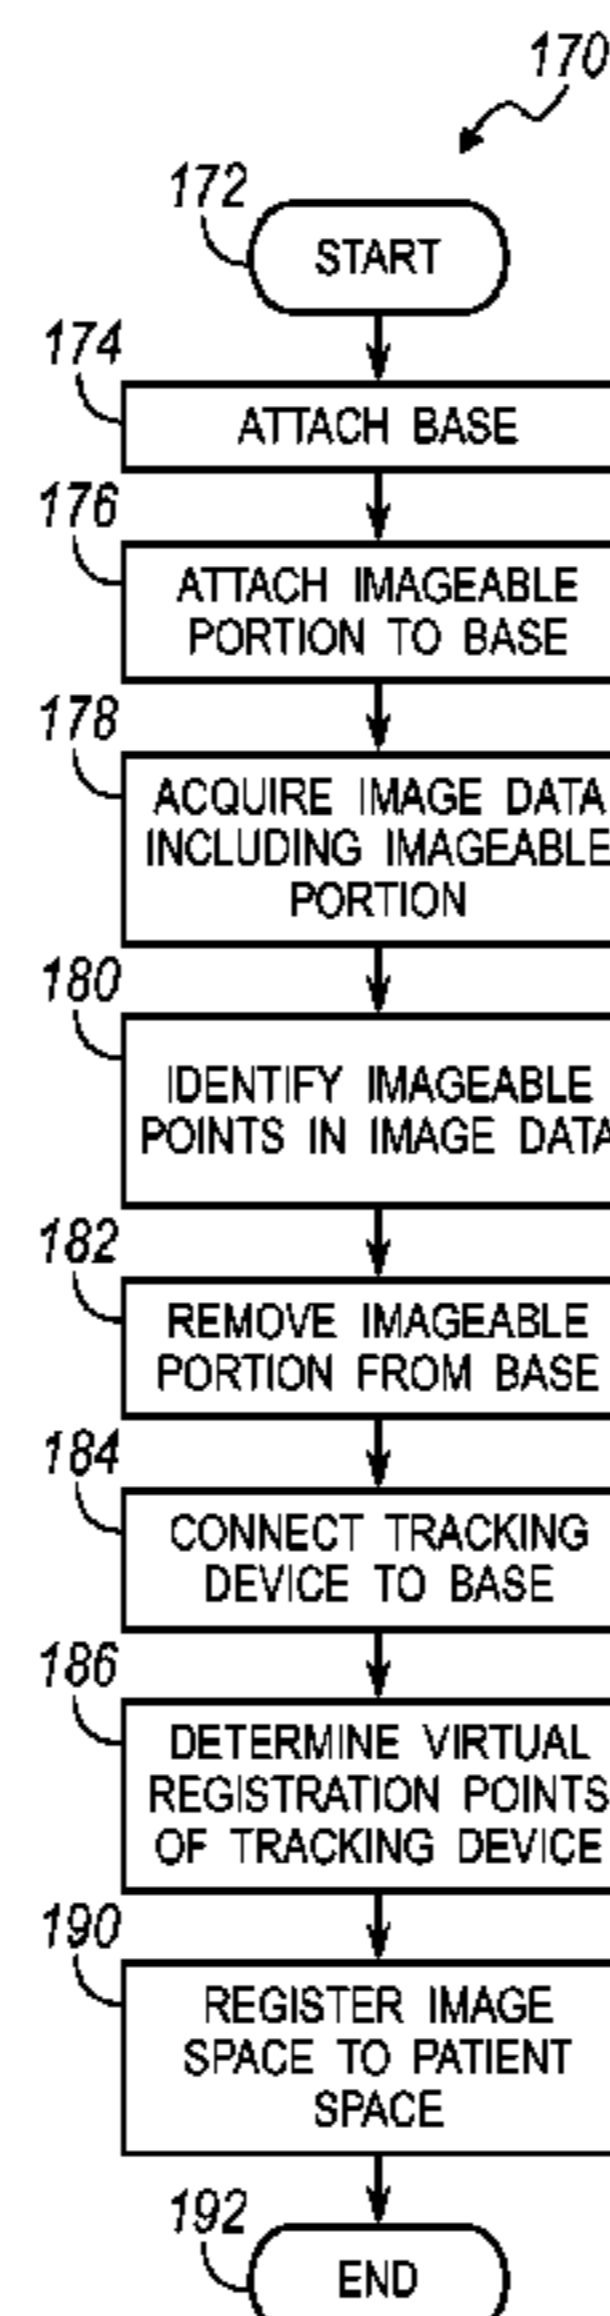 170
172
START
174
ATTACH BASE
176
ATTACH IMAGEABLE
PORTION TO BASE
178
ACQUIRE IMAGE DATA
INCLUDING IMAGEABLE
PORTION
180
IDENTIFY IMAGEABLE
POINTS IN IMAGE DATA
182
REMOVE IMAGEABLE
PORTION FROM BASE
184
CONNECT TRACKING
DEVICE TO BASE
186
DETERMINE VIRTUAL
REGISTRATION POINTS
OF TRACKING DEVICE
190
REGISTER IMAGE
SPACE TO PATIENT
SPACE
192
END